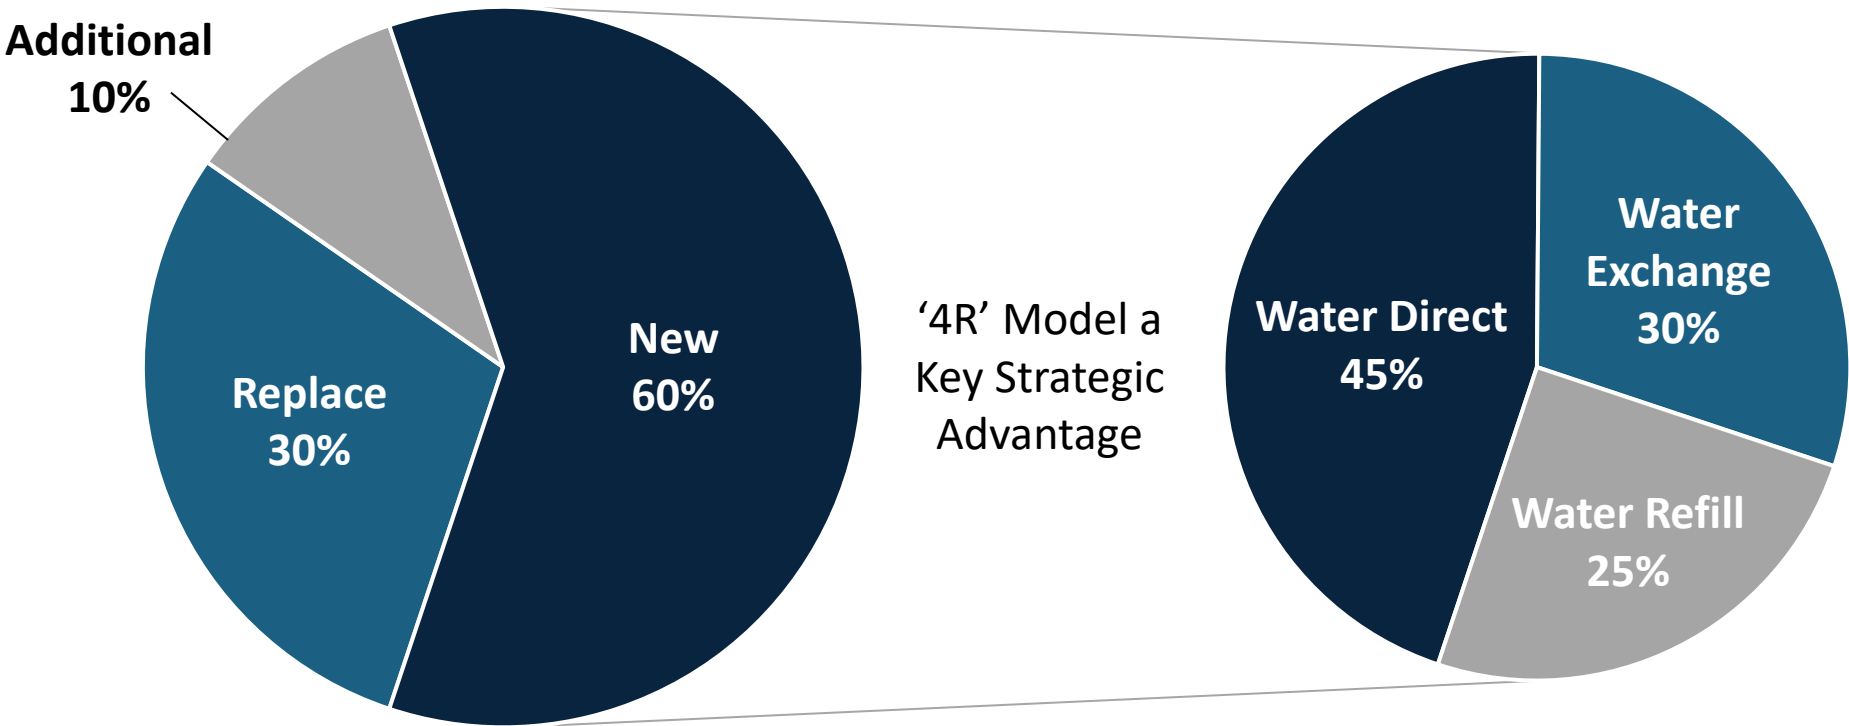 Additional
10%
New
60%
Replace
30%
‘4R’ Model a
Key Strategic
Advantage
Water Direct
45%
Water
Exchange
30%
Water Refill
25%